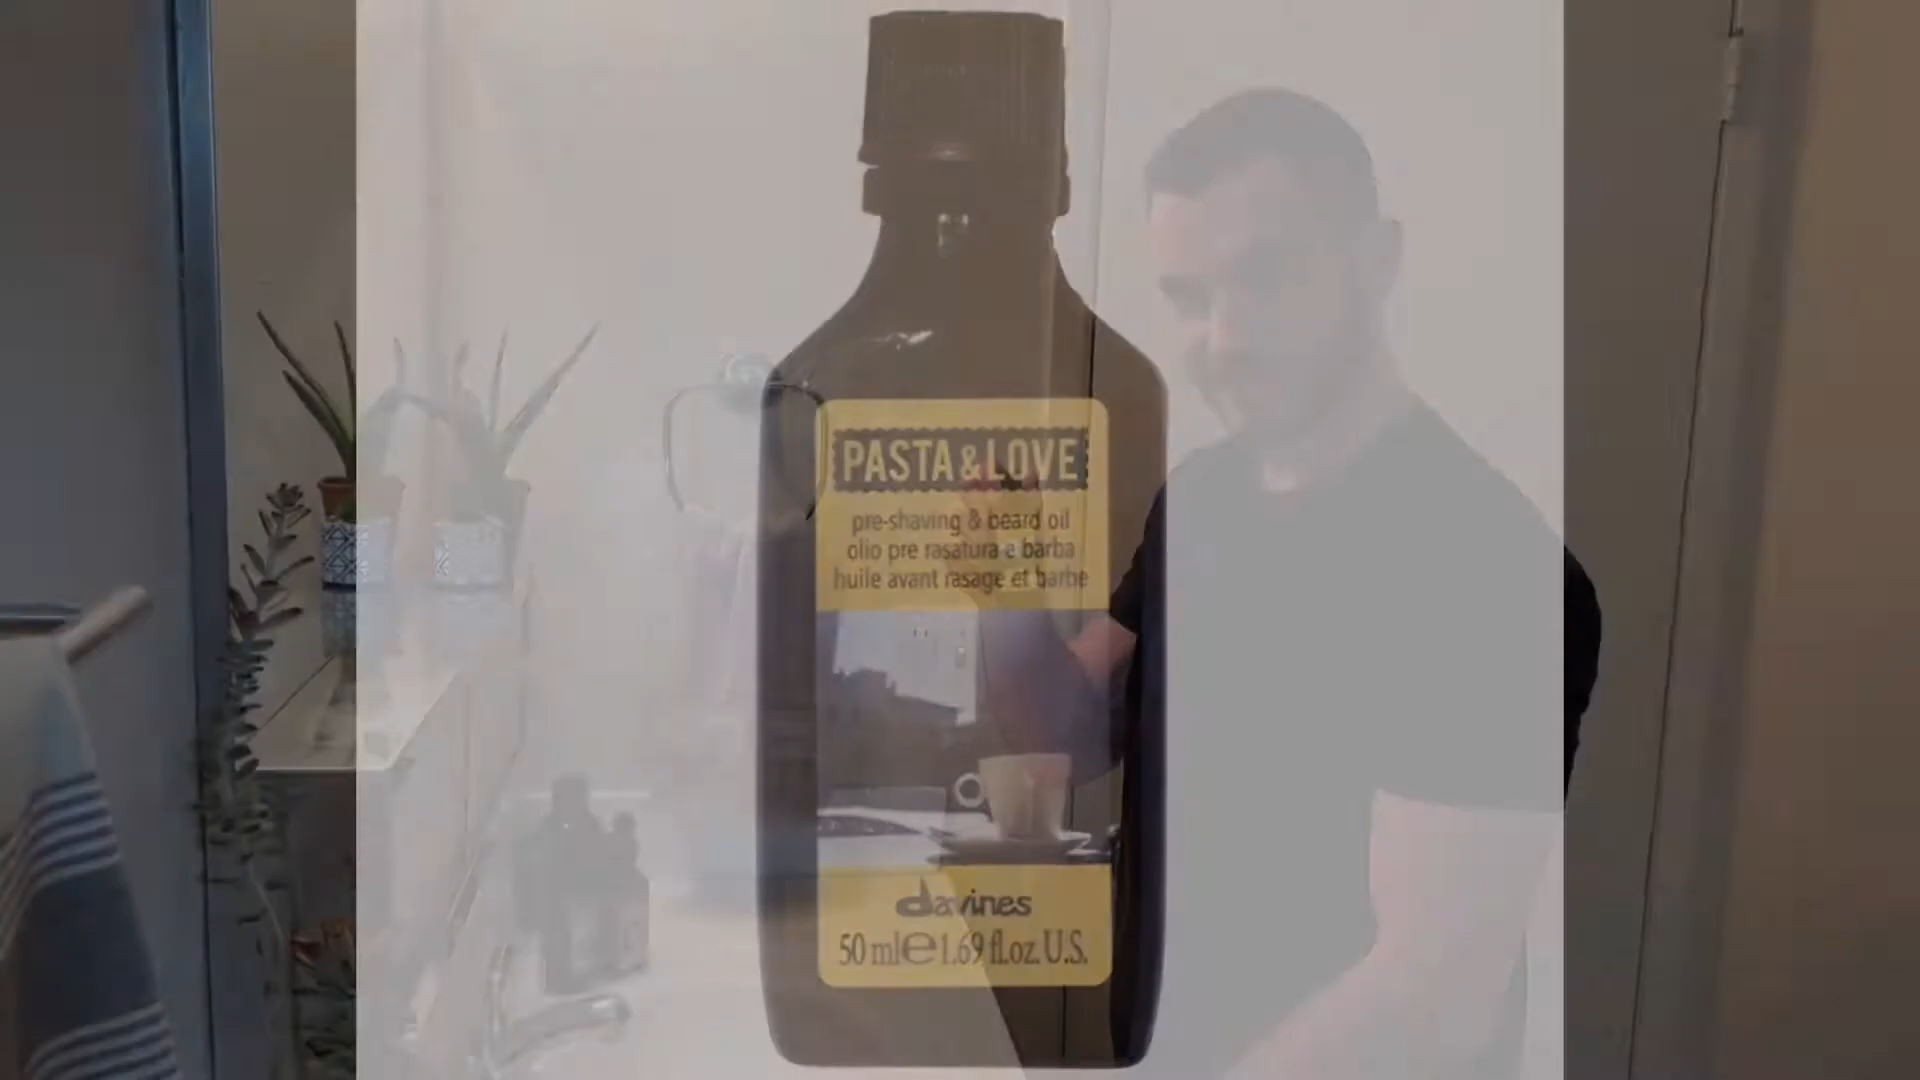 PASTA & LOVE
pre-shaving & beard oil
olio pre rasatura e barba
huile avant rasage et barbe
davines
50 ml e 1.69 fl.oz. U.S.